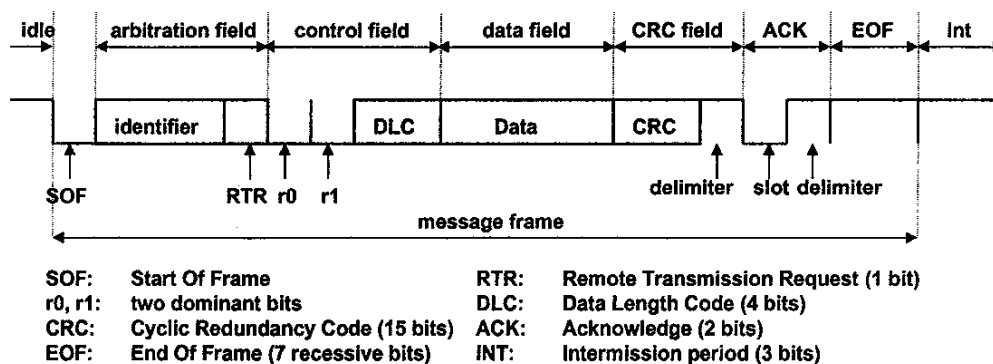 idle arbitration field control field data field CRC field ACK EOF Int
identifier DLC Data CRC
SOF RTR r0 r1 delimiter slot delimiter
message frame
SOF: Start Of Frame RTR: Remote Transmission Request (1 bit)
r0, r1: two dominant bits DLC: Data Length Code (4 bits)
CRC: Cyclic Redundancy Code (15 bits) ACK: Acknowledge (2 bits)
EOF: End Of Frame (7 recessive bits) INT: Intermission period (3 bits)